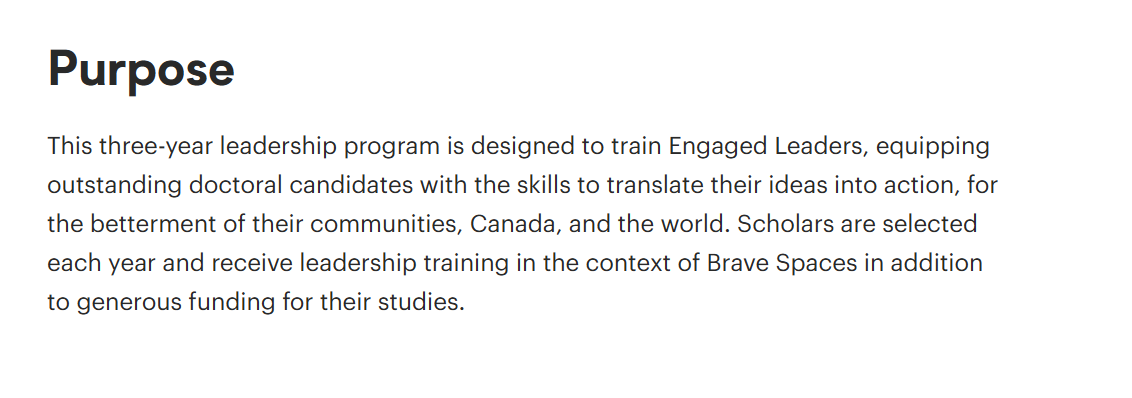 Purpose
This three-year leadership program is designed to train Engaged Leaders, equipping
outstanding doctoral candidates with the skills to translate their ideas into action, for
the betterment of their communities, Canada, and the world. Scholars are selected
each year and receive leadership training in the context of Brave Spaces in addition
to generous funding for their studies.